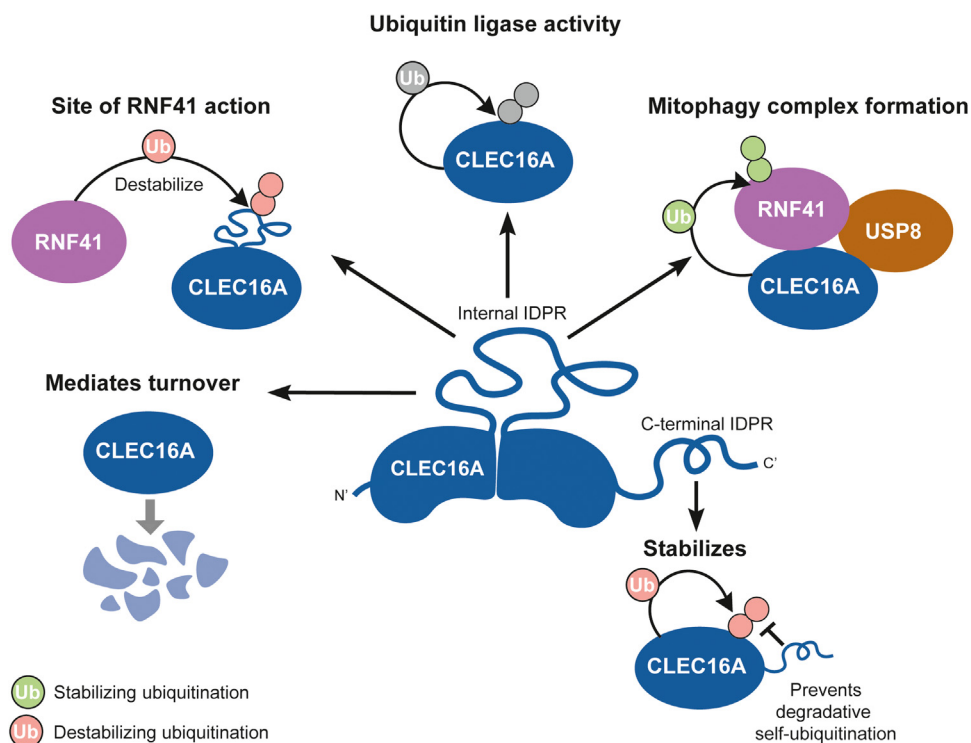 Ubiquitin ligase activity
Ub
CLEC16A
Site of RNF41 action
Ub
Destabilize
RNF41
CLEC16A
Mitophagy complex formation
Ub
RNF41
USP8
CLEC16A
Internal IDPR
Mediates turnover
CLEC16A
C-terminal IDPR
CLEC16A
N'
C'
Stabilizes
Ub
CLEC16A
Prevents
degradative
self-ubiquitination
Ub Stabilizing ubiquitination
Ub Destabilizing ubiquitination